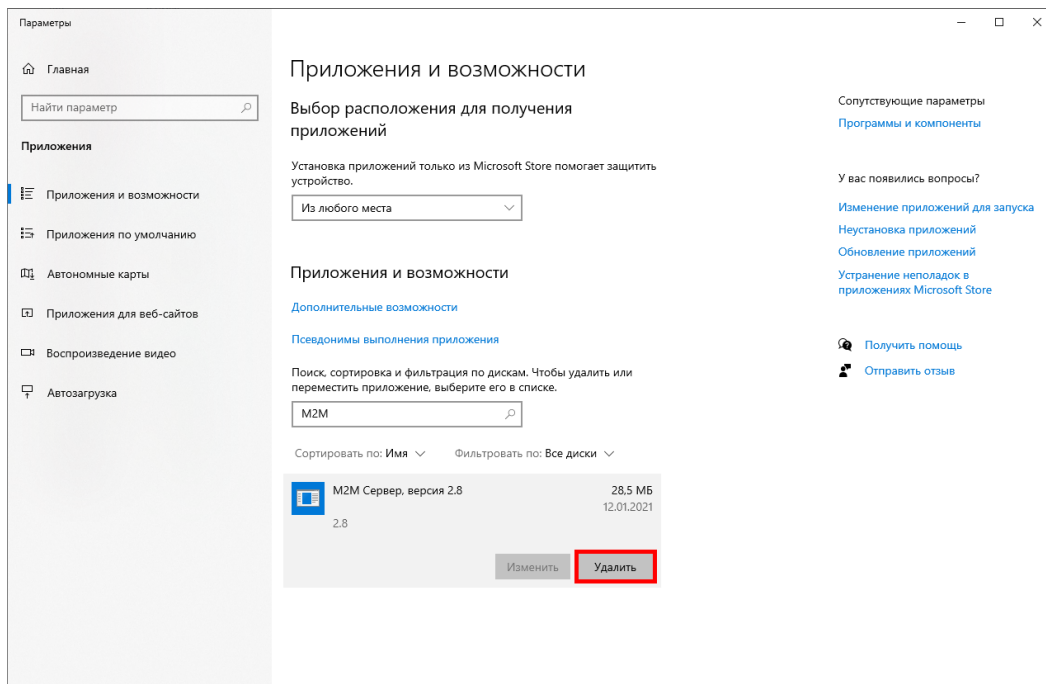 Параметры
Главная
Найти параметр
Приложения
Приложения и возможности
Приложения по умолчанию
Автономные карты
Приложения для веб-сайтов
Воспроизведение видео
Автозагрузка
Приложения и возможности
Выбор расположения для получения
приложений
Установка приложений только из Microsoft Store помогает защитить
устройство.
Из любого места
Приложения и возможности
Дополнительные возможности
Псевдонимы выполнения приложения
Поиск, сортировка и фильтрация по дискам. Чтобы удалить или
переместить приложение, выберите его в списке.
M2M
Сортировать по: Имя Фильтровать по: Все диски
M2M Сервер, версия 2.8 28,5 МБ
12.01.2021
2.8
Изменить Удалить
Сопутствующие параметры
Программы и компоненты
У вас появились вопросы?
Изменение приложений для запуска
Неустановка приложений
Обновление приложений
Устранение неполадок в
приложениях Microsoft Store
Получить помощь
Отправить отзыв